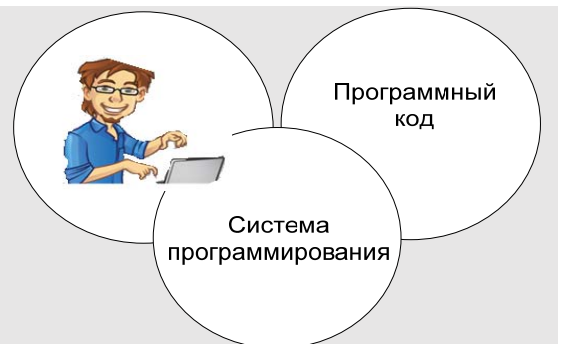 Программный
код
Система
программирования